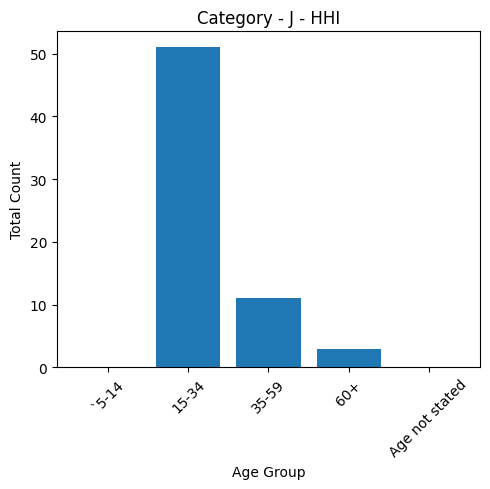 Category - J - HHI
Total Count
50
40
30
20
10
0
`5-14
15-34
35-59
60+
Age not stated
Age Group